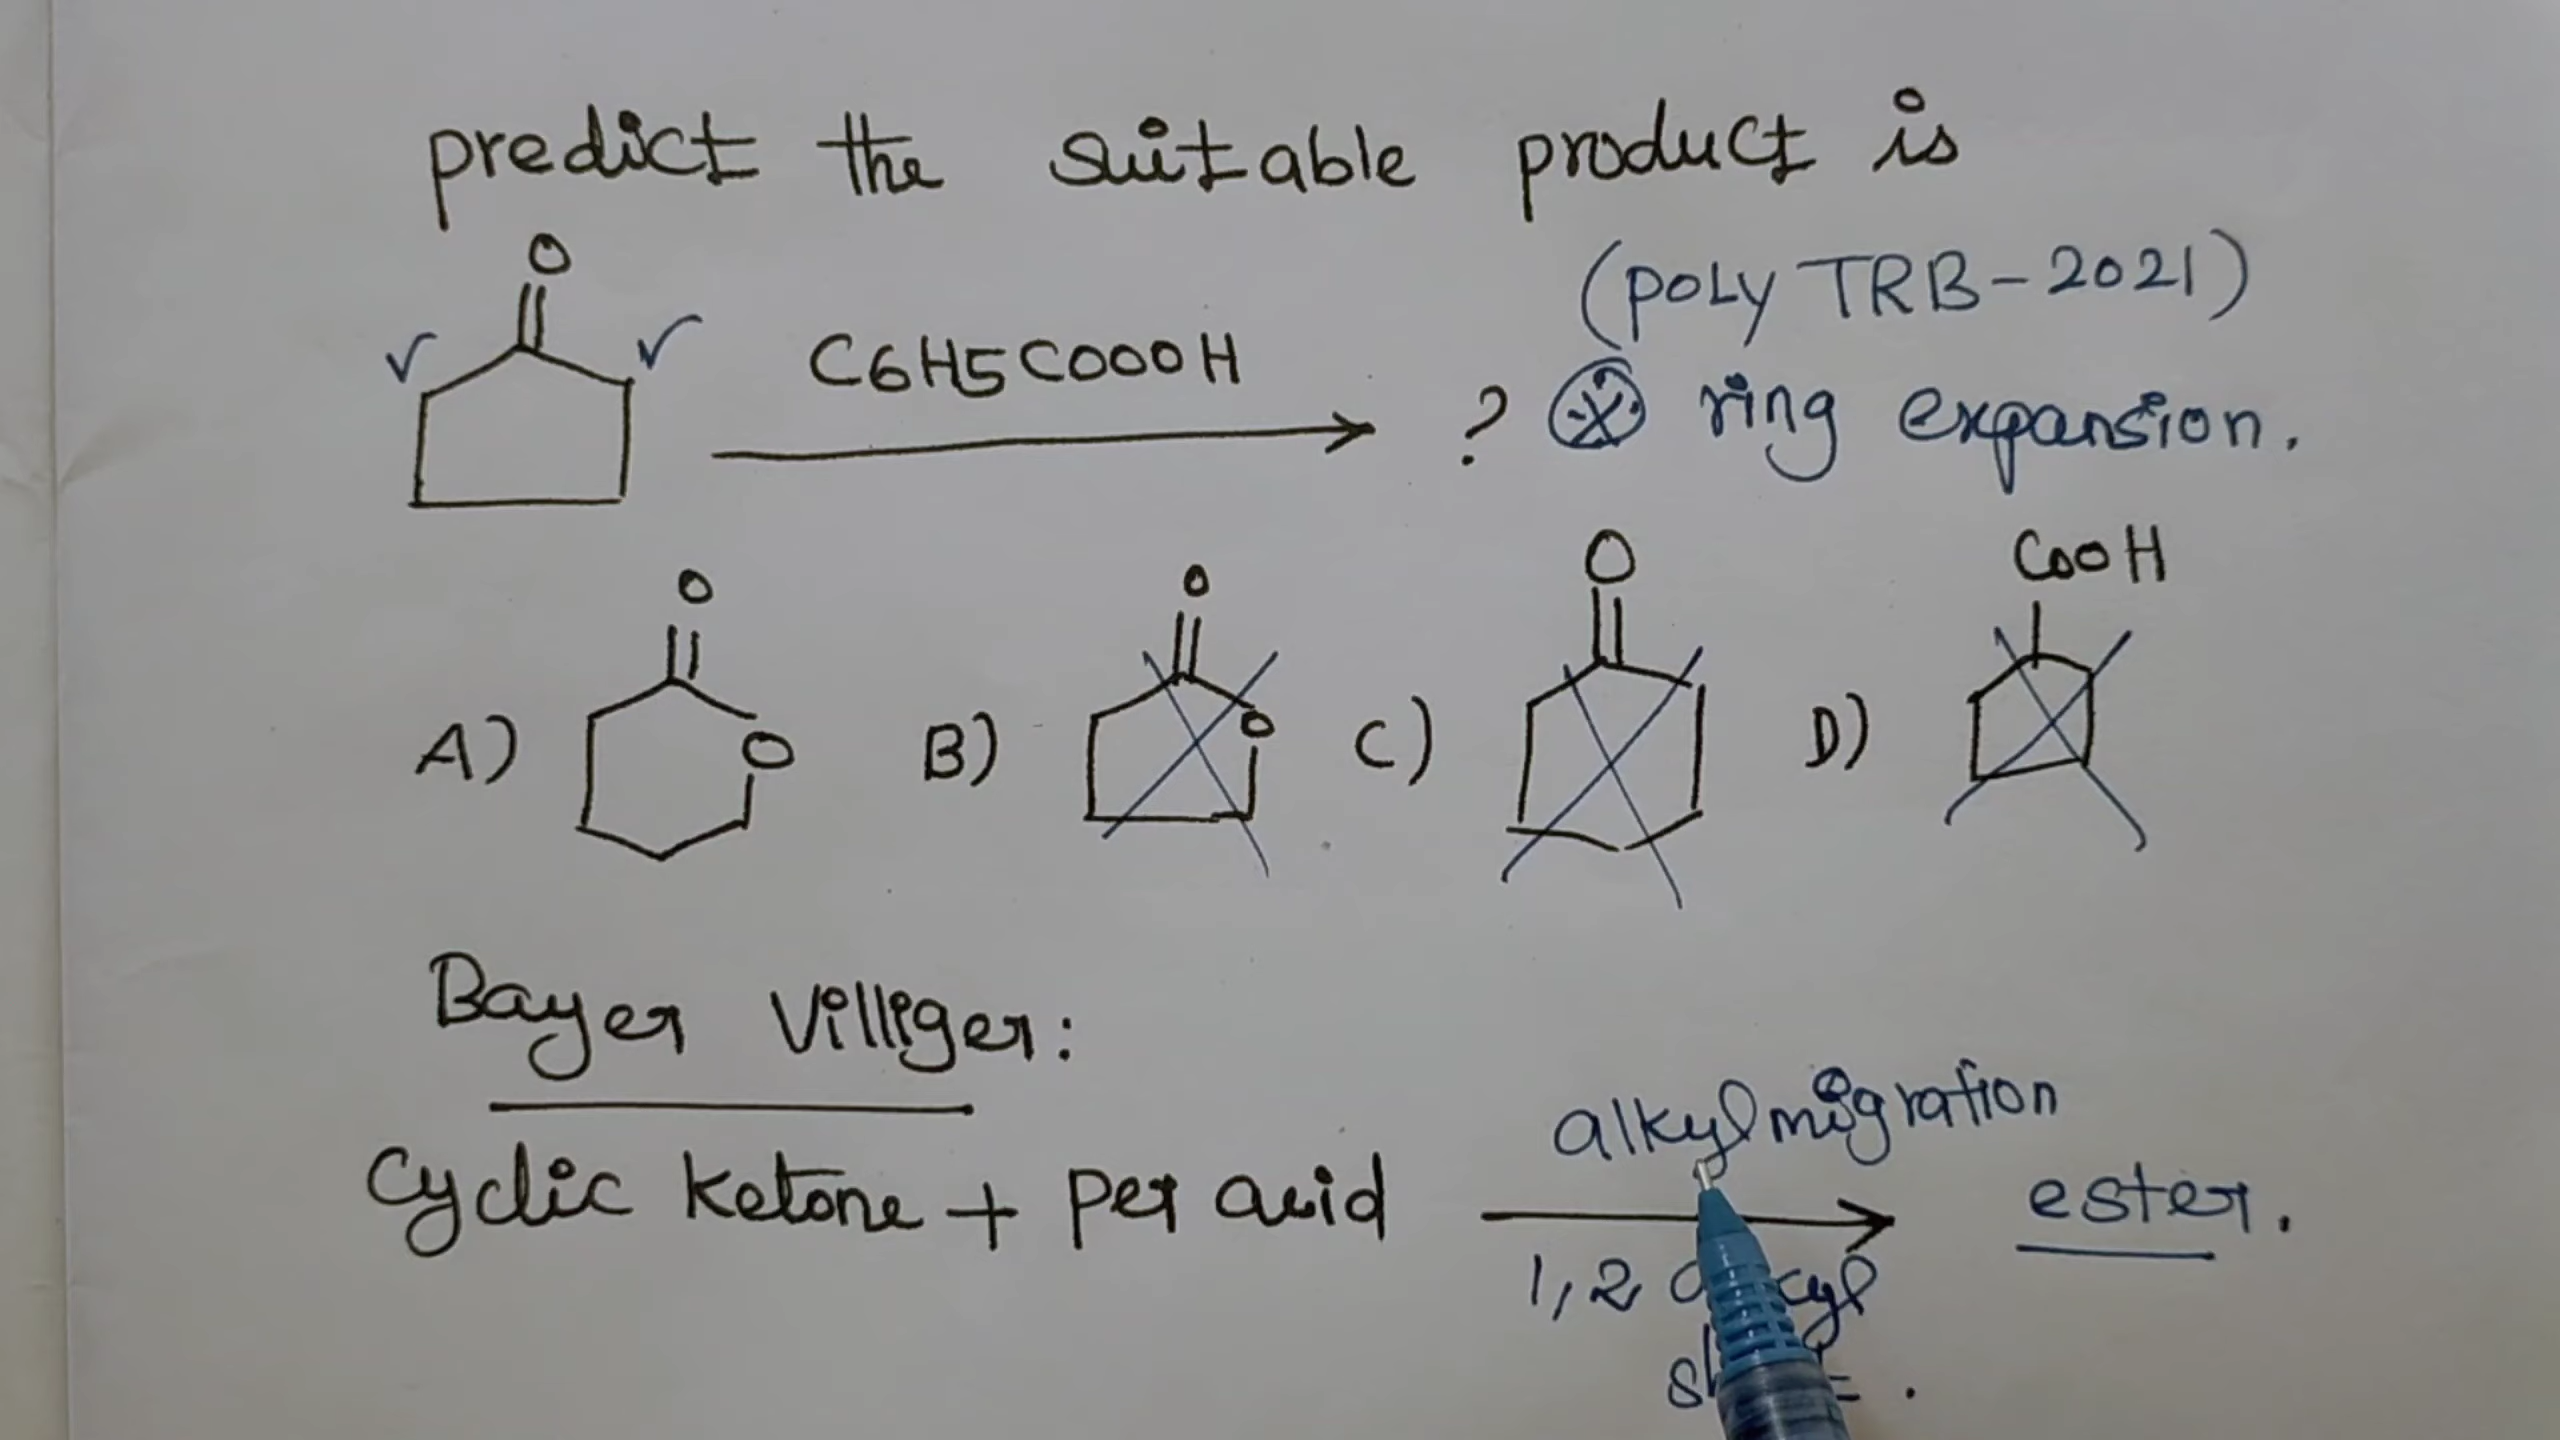 predict the suitable product is
(poly TRB-2021)
O
C6H5COOOH
? ring expansion.
A) O O B) O O C) O D) COOH
Bayer Villiger:
alkyl migration
Cyclic Ketone + per acid ester.
1,2